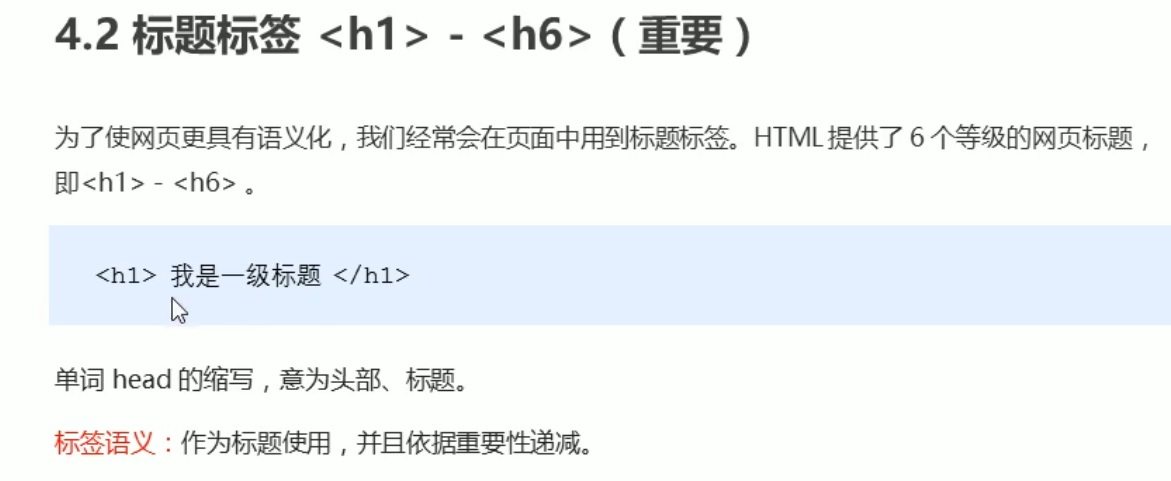 4.2 标题标签 <h1> - <h6>（重要）
为了使网页更具有语义化，我们经常会在页面中用到标题标签。HTML 提供了 6 个等级的网页标题，
即<h1> - <h6> 。
<h1> 我是一级标题 </h1>
单词 head 的缩写，意为头部、标题。
标签语义：作为标题使用，并且依据重要性递减。